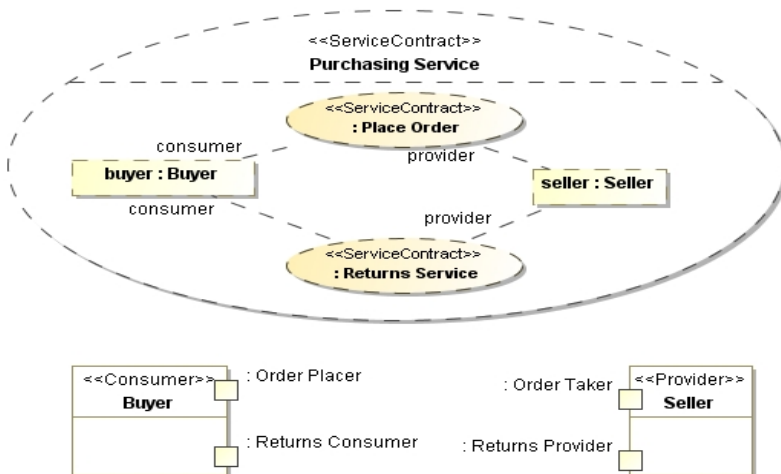 <<ServiceContract>>
Purchasing Service
<<ServiceContract>>
: Place Order
consumer
provider
buyer : Buyer
seller : Seller
consumer
provider
<<ServiceContract>>
: Returns Service
<<Consumer>>
Buyer
: Order Placer
: Returns Consumer
: Order Taker
<<Provider>>
Seller
: Returns Provider